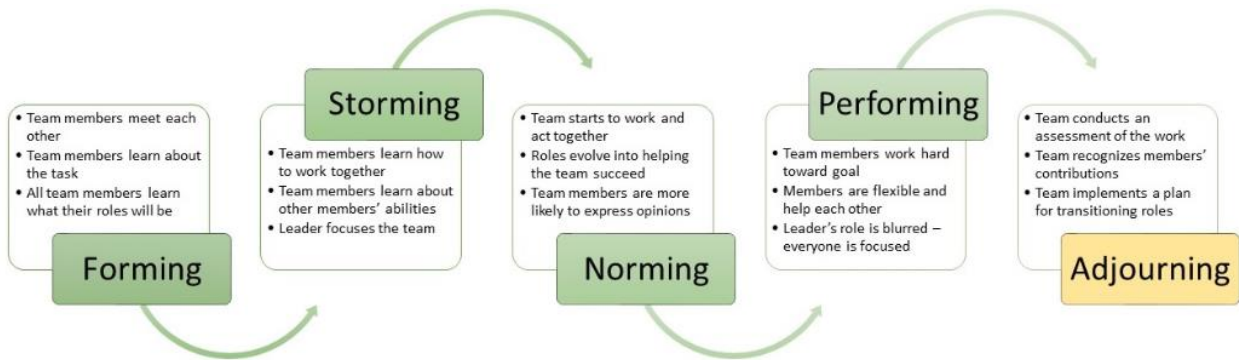 • Team members meet each
other
• Team members learn about
the task
• All team members learn
what their roles will be
Forming
Storming
• Team members learn how
to work together
• Team members learn about
other members’ abilities
• Leader focuses the team
• Team starts to work and
act together
• Roles evolve into helping
the team succeed
• Team members are more
likely to express opinions
Norming
Performing
• Team members work hard
toward goal
• Members are flexible and
help each other
• Leader’s role is blurred –
everyone is focused
• Team conducts an
assessment of the work
• Team recognizes members’
contributions
• Team implements a plan
for transitioning roles
Adjourning